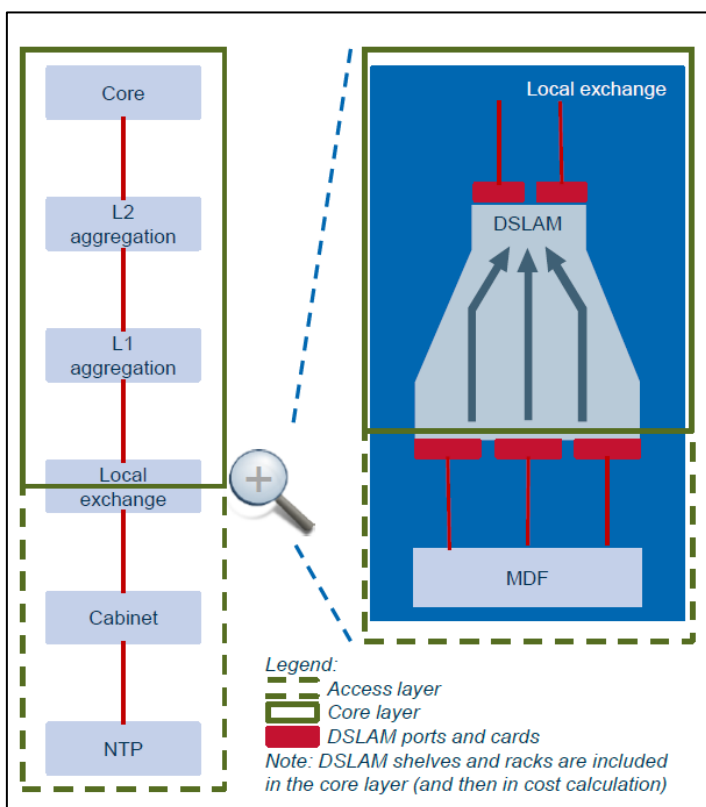 Core
L2
aggregation
L1
aggregation
Local
exchange
Cabinet
NTP
Local exchange
DSLAM
MDF
Legend:
Access layer
Core layer
DSLAM ports and cards
Note: DSLAM shelves and racks are included
in the core layer (and then in cost calculation)